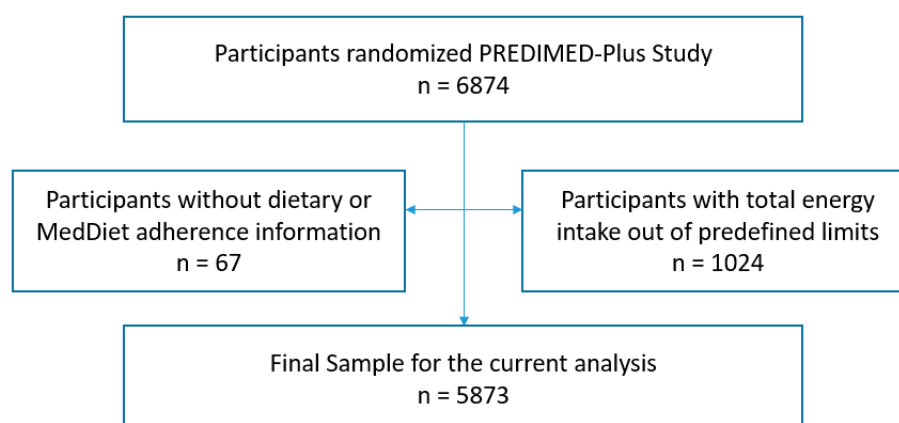 Participants randomized PREDIMED-Plus Study
n = 6874
Participants without dietary or
MedDiet adherence information
n = 67
Participants with total energy
intake out of predefined limits
n = 1024
Final Sample for the current analysis
n = 5873